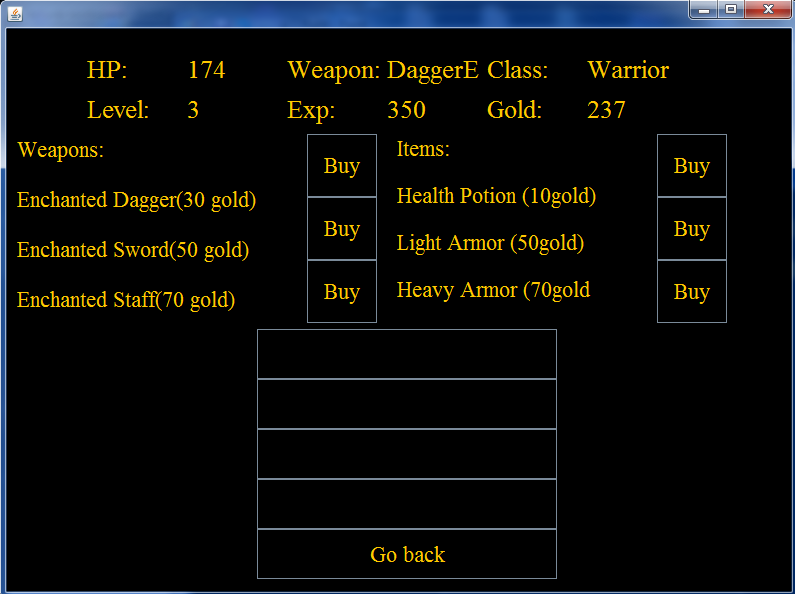 HP: 174 Weapon: DaggerE Class: Warrior
Level: 3 Exp: 350 Gold: 237
Weapons:
Enchanted Dagger(30 gold) Buy
Enchanted Sword(50 gold) Buy
Enchanted Staff(70 gold) Buy
Items:
Health Potion (10gold) Buy
Light Armor (50gold) Buy
Heavy Armor (70gold Buy
Go back